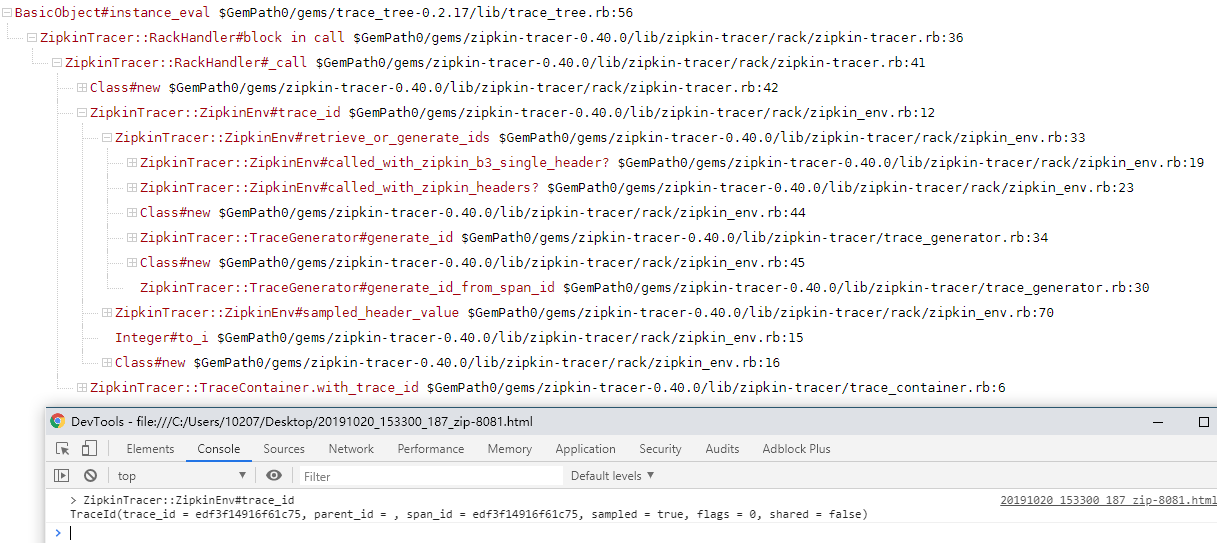 BasicObject#instance_eval $GemPath0/gems/trace_tree-0.2.17/lib/trace_tree.rb:56
ZipkinTracer::RackHandler#block in call $GemPath0/gems/zipkin-tracer-0.40.0/lib/zipkin-tracer/rack/zipkin-tracer.rb:36
ZipkinTracer::RackHandler#_call $GemPath0/gems/zipkin-tracer-0.40.0/lib/zipkin-tracer/rack/zipkin-tracer.rb:41
Class#new $GemPath0/gems/zipkin-tracer-0.40.0/lib/zipkin-tracer/rack/zipkin-tracer.rb:42
ZipkinTracer::ZipkinEnv#trace_id $GemPath0/gems/zipkin-tracer-0.40.0/lib/zipkin-tracer/rack/zipkin_env.rb:12
ZipkinTracer::ZipkinEnv#retrieve_or_generate_ids $GemPath0/gems/zipkin-tracer-0.40.0/lib/zipkin-tracer/rack/zipkin_env.rb:33
ZipkinTracer::ZipkinEnv#called_with_zipkin_b3_single_header? $GemPath0/gems/zipkin-tracer-0.40.0/lib/zipkin-tracer/rack/zipkin_env.rb:19
ZipkinTracer::ZipkinEnv#called_with_zipkin_headers? $GemPath0/gems/zipkin-tracer-0.40.0/lib/zipkin-tracer/rack/zipkin_env.rb:23
Class#new $GemPath0/gems/zipkin-tracer-0.40.0/lib/zipkin-tracer/rack/zipkin_env.rb:44
ZipkinTracer::TraceGenerator#generate_id $GemPath0/gems/zipkin-tracer-0.40.0/lib/zipkin-tracer/trace_generator.rb:34
Class#new $GemPath0/gems/zipkin-tracer-0.40.0/lib/zipkin-tracer/rack/zipkin_env.rb:45
ZipkinTracer::TraceGenerator#generate_id_from_span_id $GemPath0/gems/zipkin-tracer-0.40.0/lib/zipkin-tracer/trace_generator.rb:30
ZipkinTracer::ZipkinEnv#sampled_header_value $GemPath0/gems/zipkin-tracer-0.40.0/lib/zipkin-tracer/rack/zipkin_env.rb:70
Integer#to_i $GemPath0/gems/zipkin-tracer-0.40.0/lib/zipkin-tracer/rack/zipkin_env.rb:15
Class#new $GemPath0/gems/zipkin-tracer-0.40.0/lib/zipkin-tracer/rack/zipkin_env.rb:16
ZipkinTracer::TraceContainer.with_trace_id $GemPath0/gems/zipkin-tracer-0.40.0/lib/zipkin-tracer/trace_container.rb:6
DevTools - file:///C:/Users/10207/Desktop/20191020_153300_187_zip-8081.html
Elements Console Sources Network Performance Memory Application Security Audits Adblock Plus
top Filter Default levels
> ZipkinTracer::ZipkinEnv#trace_id 20191020_153300_187_zip-8081.html
TraceId(trace_id = edf3f14916f61c75, parent_id = , span_id = edf3f14916f61c75, sampled = true, flags = 0, shared = false)
>